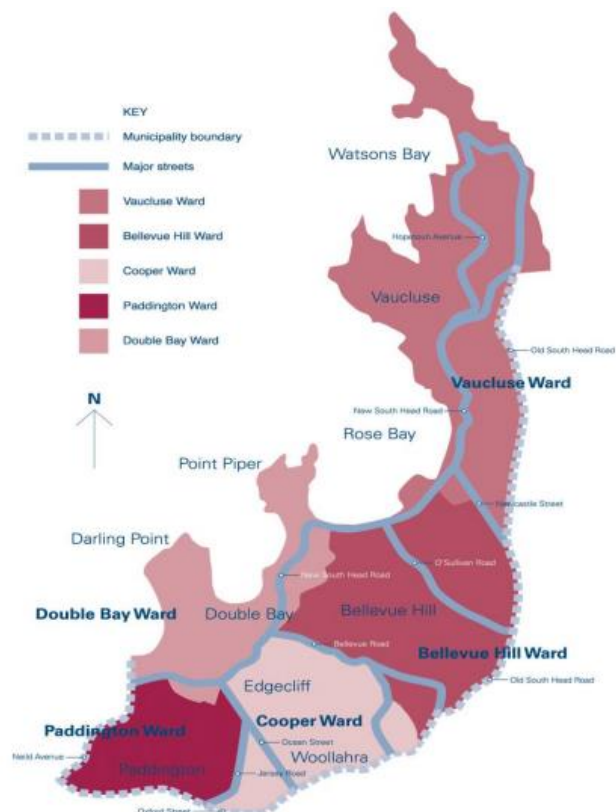 KEY
Municipality boundary
Major streets
Vaucluse Ward
Bellevue Hill Ward
Cooper Ward
Paddington Ward
Double Bay Ward
N
Watsons Bay
Hopetoun Avenue
Vaucluse
Old South Head Road
Vaucluse Ward
New South Head Road
Rose Bay
Point Piper
Newcastle Street
Darling Point
O'Sullivan Road
New South Head Road
Double Bay Ward
Double Bay
Bellevue Hill
Bellevue Road
Bellevue Hill Ward
Old South Head Road
Edgecliff
Paddington Ward
Cooper Ward
Ocean Street
Neild Avenue
Woollahra
Paddington
Jersey Road
Oxford Street